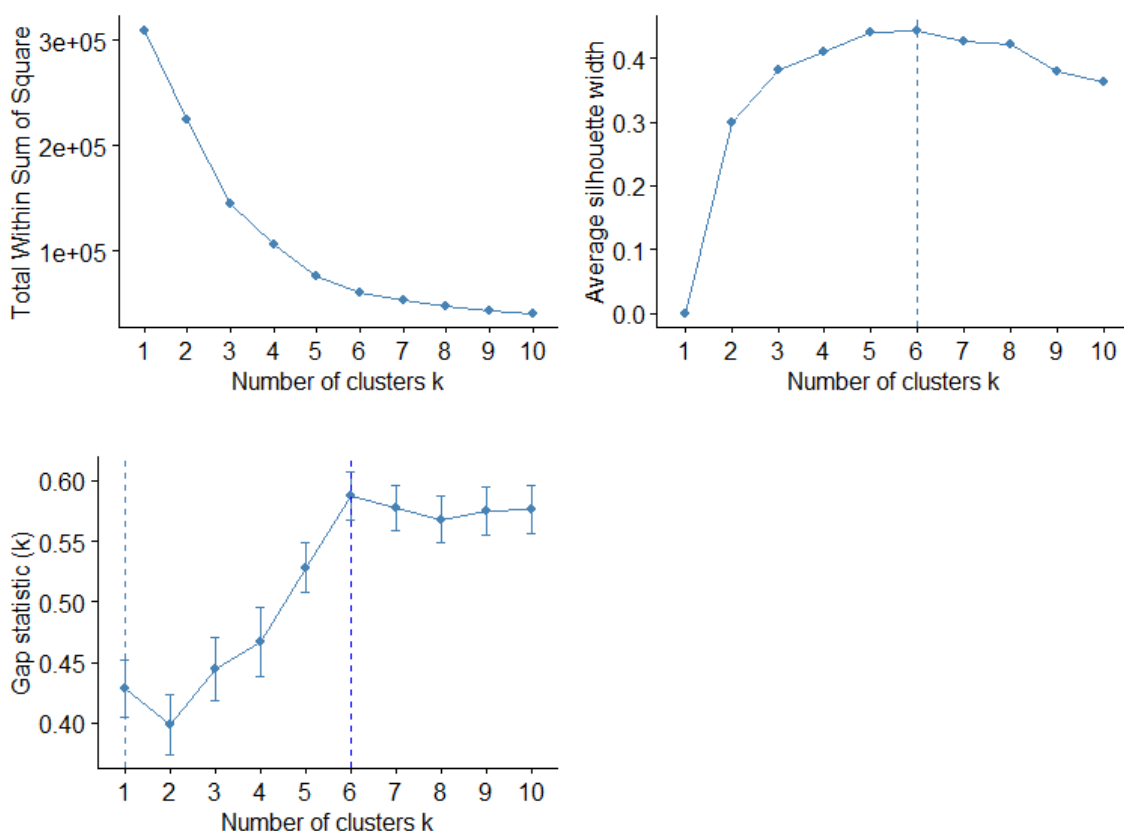 Total Within Sum of Square
3e+05
2e+05
1e+05
1 2 3 4 5 6 7 8 9 10
Number of clusters k
Average silhouette width
0.4
0.3
0.2
0.1
0.0
1 2 3 4 5 6 7 8 9 10
Number of clusters k
Gap statistic (k)
0.60
0.55
0.50
0.45
0.40
1 2 3 4 5 6 7 8 9 10
Number of clusters k